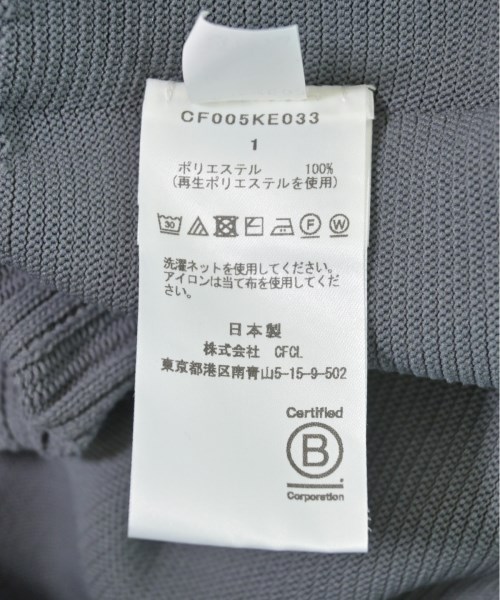 CF005KE033
1
ポリエステル 100%
(再生ポリエステルを使用)
30 F W
洗濯ネットを使用してください。
アイロンは当て布を使用してくだ
さい。
日本製
株式会社 CFCL
東京都港区南青山5-15-9-502
Certified
B
Corporation